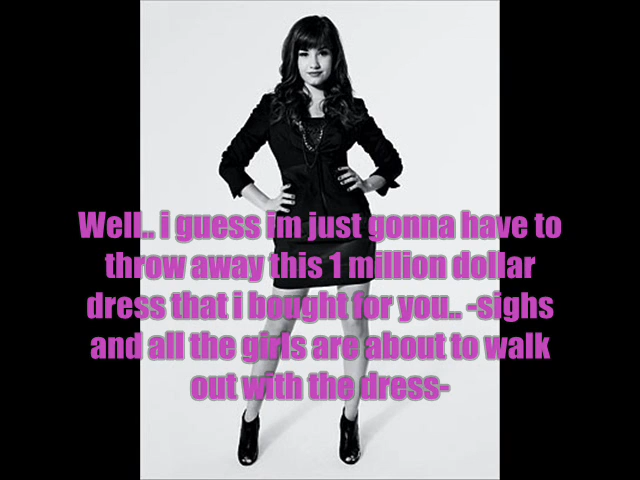 Well.. i guess im just gonna have to
throw away this 1 million dollar
dress that i bought for you.. -sighs
and all the girls are about to walk
out with the dress-